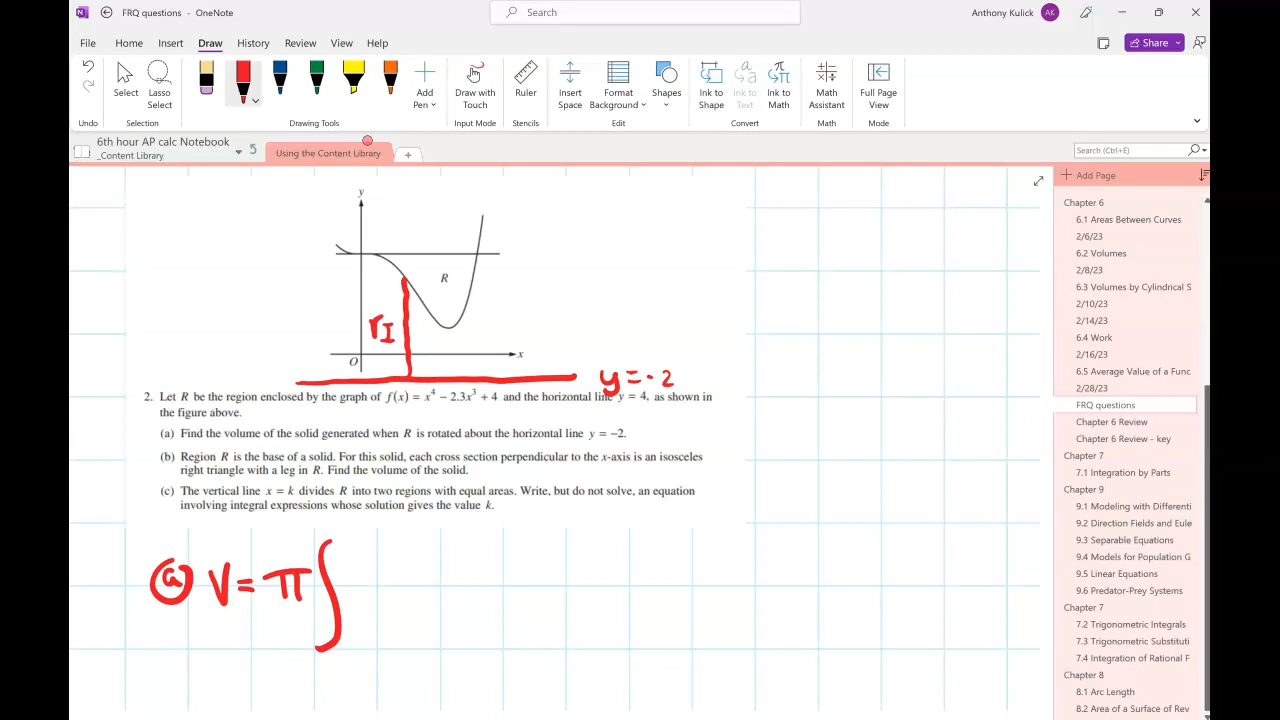 FRQ questions - OneNote
Search
Anthony Kulick
AK
File Home Insert Draw History Review View Help
Share
Undo
Select
Lasso Select
Add Pen
Draw with Touch
Ruler
Insert Space
Format Background
Shapes
Ink to Shape
Ink to Text
Ink to Math
Math Assistant
Full Page View
Undo Selection Drawing Tools Input Mode Stencils Edit Convert Math Mode
6th hour AP calc Notebook
_Content Library
Using the Content Library
Search (Ctrl+E)
Add Page
Chapter 6
6.1 Areas Between Curves
2/6/23
6.2 Volumes
2/8/23
6.3 Volumes by Cylindrical S
2/10/23
2/14/23
6.4 Work
2/16/23
6.5 Average Value of a Func
2/28/23
FRQ questions
Chapter 6 Review
Chapter 6 Review - key
Chapter 7
7.1 Integration by Parts
Chapter 9
9.1 Modeling with Differenti
9.2 Direction Fields and Eule
9.3 Separable Equations
9.4 Models for Population G
9.5 Linear Equations
9.6 Predator-Prey Systems
Chapter 7
7.2 Trigonometric Integrals
7.3 Trigonometric Substituti
7.4 Integration of Rational F
Chapter 8
8.1 Arc Length
8.2 Area of a Surface of Rev
y
R
r_I
O
x
y = -2
2. Let R be the region enclosed by the graph of f(x) = x⁴ − 2.3x³ + 4 and the horizontal line y = 4, as shown in
the figure above.
(a) Find the volume of the solid generated when R is rotated about the horizontal line y = −2.
(b) Region R is the base of a solid. For this solid, each cross section perpendicular to the x-axis is an isosceles
right triangle with a leg in R. Find the volume of the solid.
(c) The vertical line x = k divides R into two regions with equal areas. Write, but do not solve, an equation
involving integral expressions whose solution gives the value k.
ⓐ V = π ∫